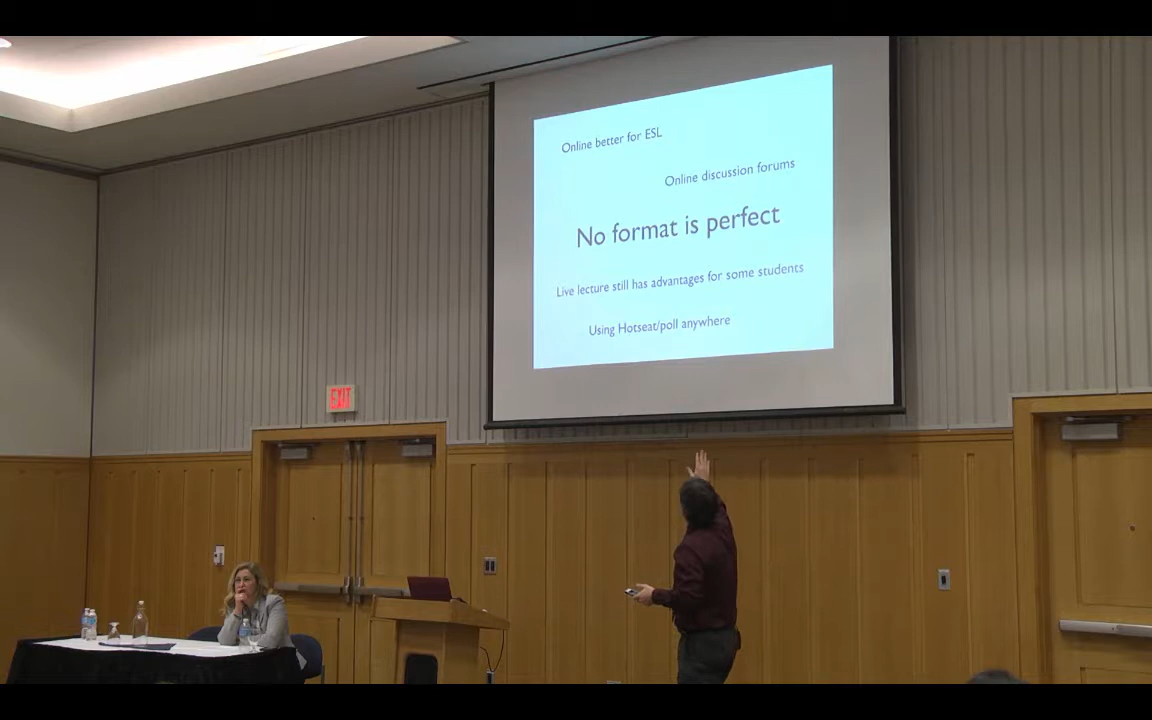 Online better for ESL
Online discussion forums
No format is perfect
Live lecture still has advantages for some students
Using Hotseat/poll anywhere
EXIT